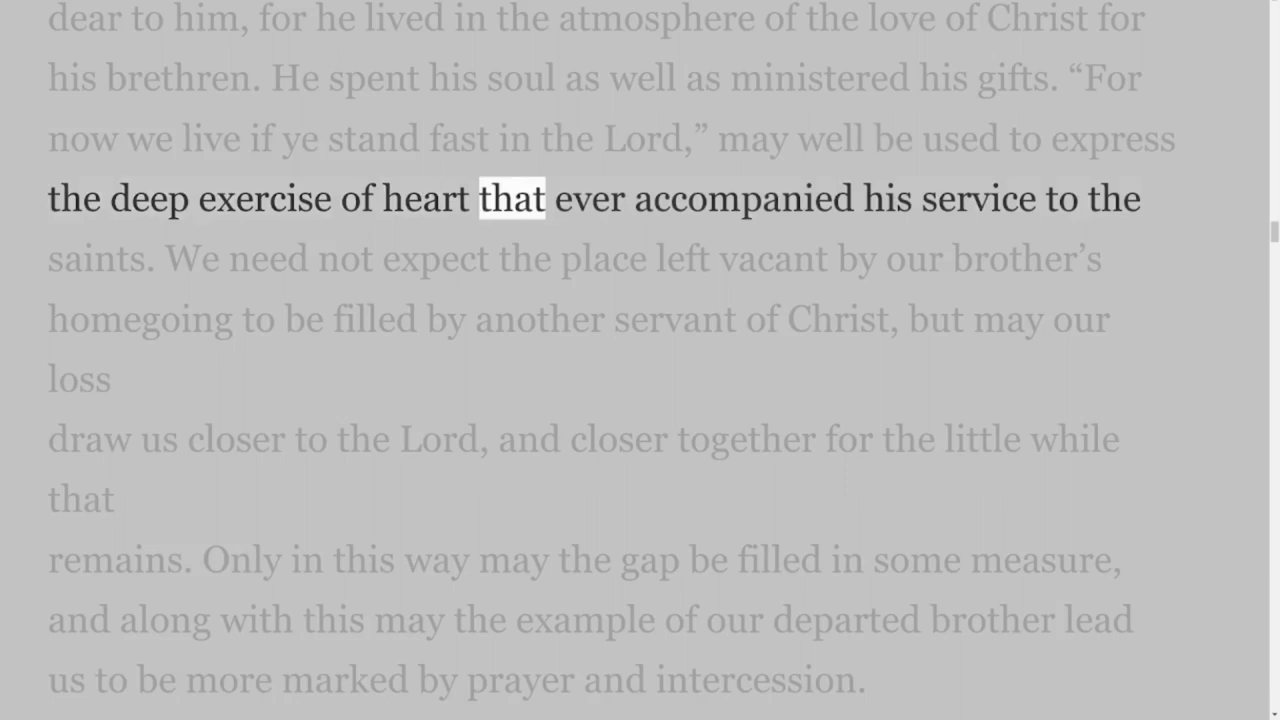 dear to him, for he lived in the atmosphere of the love of Christ for
his brethren. He spent his soul as well as ministered his gifts. “For
now we live if ye stand fast in the Lord,” may well be used to express
the deep exercise of heart that ever accompanied his service to the
saints. We need not expect the place left vacant by our brother’s
homegoing to be filled by another servant of Christ, but may our
loss
draw us closer to the Lord, and closer together for the little while
that
remains. Only in this way may the gap be filled in some measure,
and along with this may the example of our departed brother lead
us to be more marked by prayer and intercession.